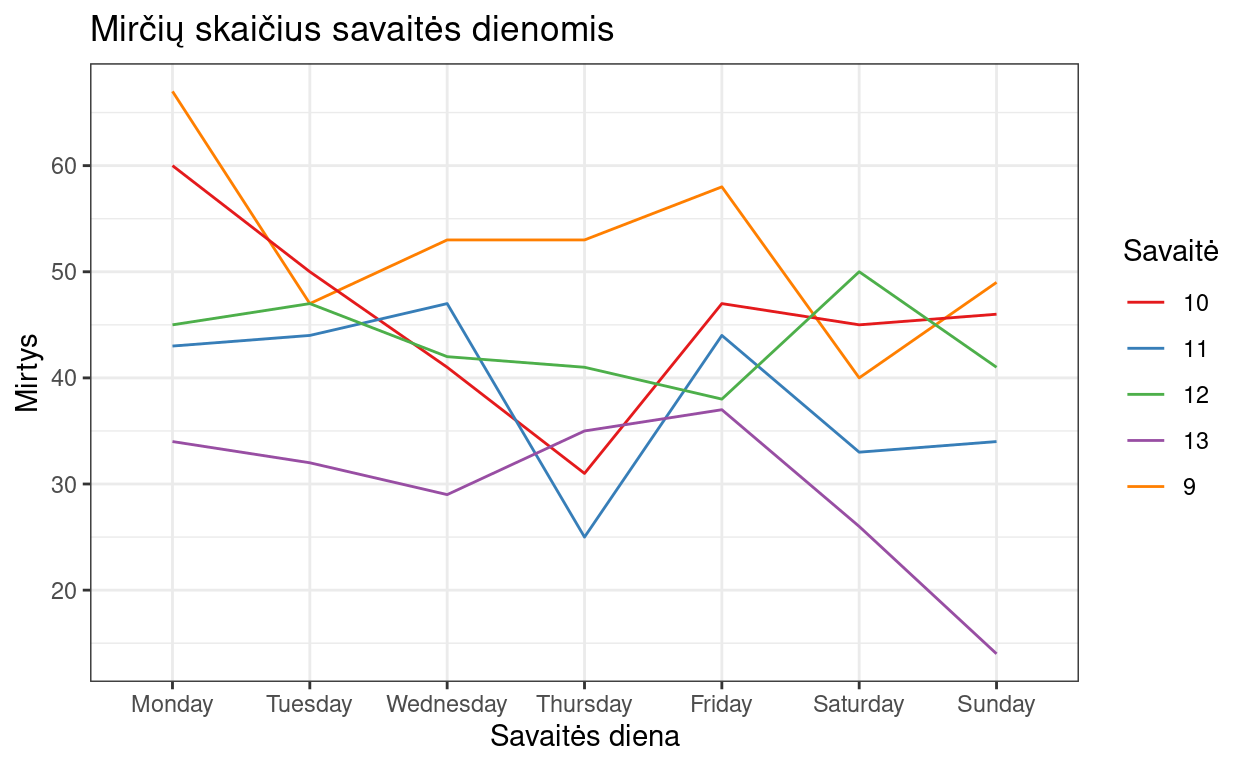 Mirčių skaičius savaitės dienomis
Mirtys
60
50
40
30
20
Monday Tuesday Wednesday Thursday Friday Saturday Sunday
Savaitės diena
Savaitė
10
11
12
13
9